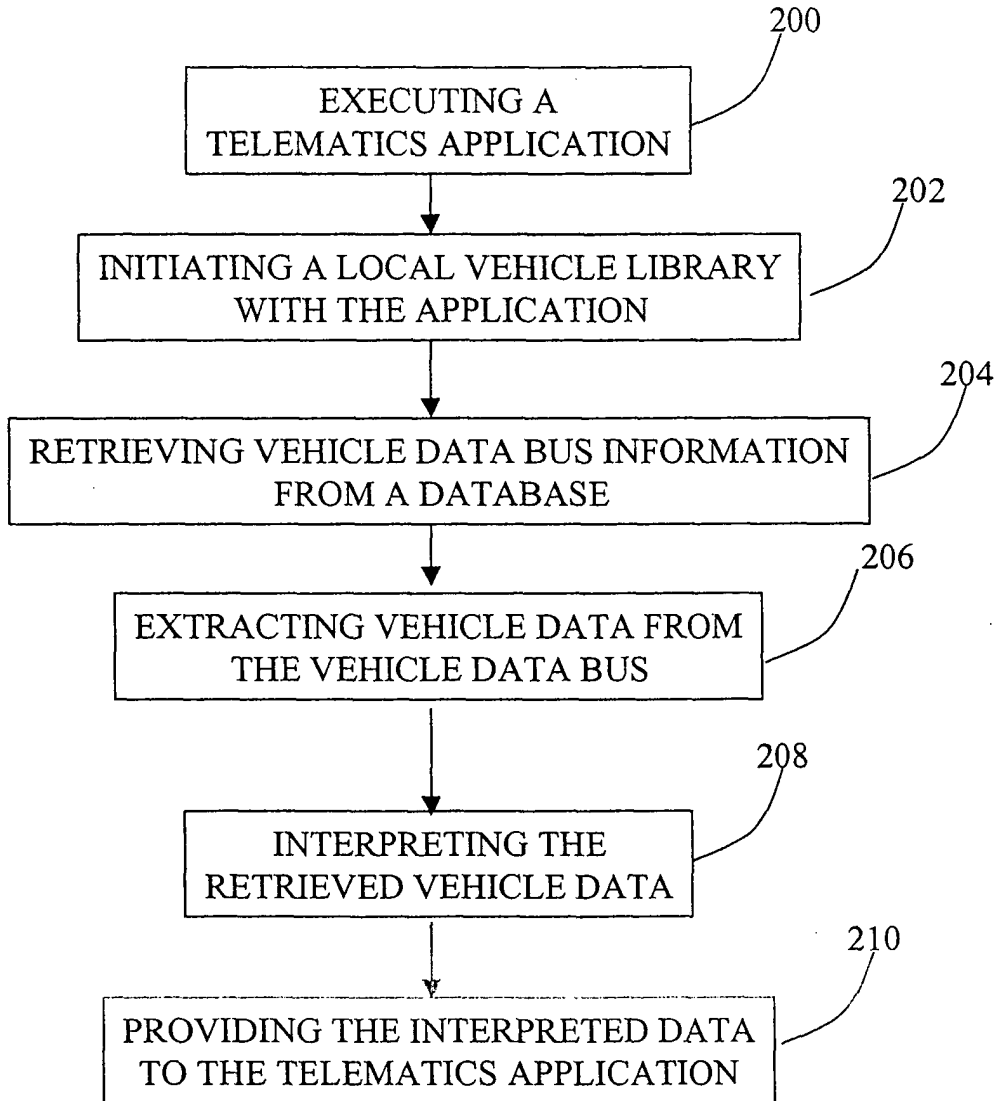 200
EXECUTING A
TELEMATICS APPLICATION
202
INITIATING A LOCAL VEHICLE LIBRARY
WITH THE APPLICATION
204
RETRIEVING VEHICLE DATA BUS INFORMATION
FROM A DATABASE
206
EXTRACTING VEHICLE DATA FROM
THE VEHICLE DATA BUS
208
INTERPRETING THE
RETRIEVED VEHICLE DATA
210
PROVIDING THE INTERPRETED DATA
TO THE TELEMATICS APPLICATION